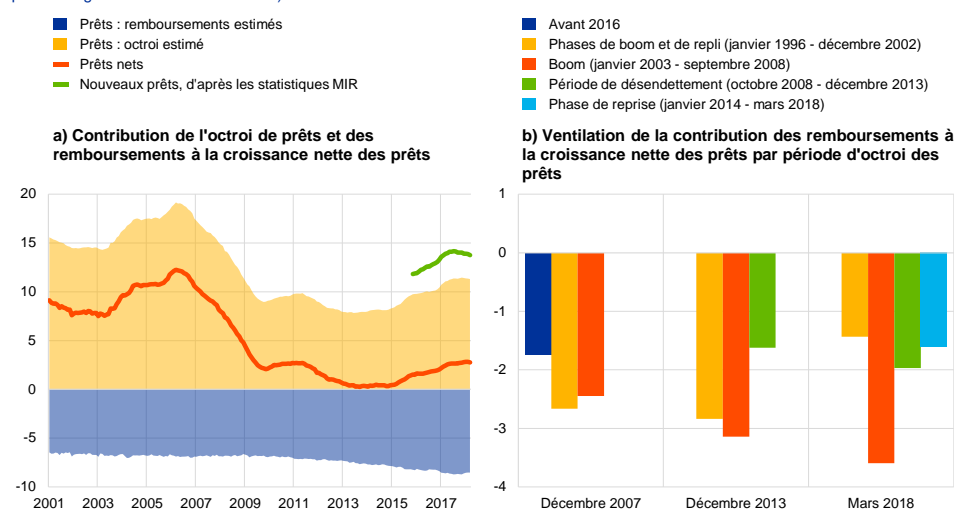 Prêts : remboursements estimés
Prêts : octroi estimé
Prêts nets
Nouveaux prêts, d'après les statistiques MIR
a) Contribution de l'octroi de prêts et des
remboursements à la croissance nette des prêts
20
15
10
5
0
-5
-10
2001
2003
2005
2007
2009
2011
2013
2015
2017
Avant 2016
Phases de boom et de repli (janvier 1996 - décembre 2002)
Boom (janvier 2003 - septembre 2008)
Période de désendettement (octobre 2008 - décembre 2013)
Phase de reprise (janvier 2014 - mars 2018)
b) Ventilation de la contribution des remboursements à
la croissance nette des prêts par période d'octroi des
prêts
1
0
-1
-2
-3
-4
Décembre 2007
Décembre 2013
Mars 2018